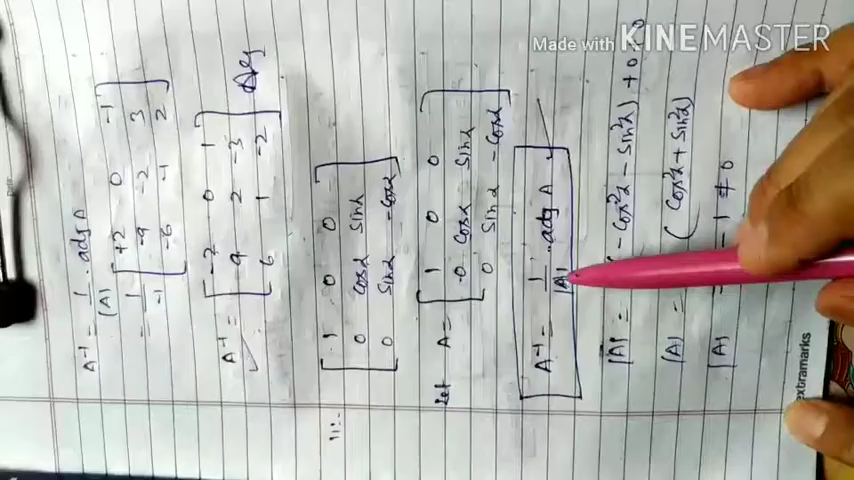 A⁻¹ = 1/|A| . adj A
= 1/-1 [ +2 0 -1
-9 -2 3
-6 -1 2 ]
A⁻¹ = [ -2 0 1
9 2 -3
6 1 -2 ] Ans
11:- [ 1 0 0
0 cosα sinα
0 sinα -cosα ]
Let A = [ 1 0 0
0 cosα sinα
0 sinα -cosα ]
A⁻¹ = 1/|A| . adj A
|A| = (-cos²α - sin²α) + 0 + 0
|A| = (cos²α + sin²α)
|A| = -1 ≠ 0
extramarks
Made with KINEMASTER